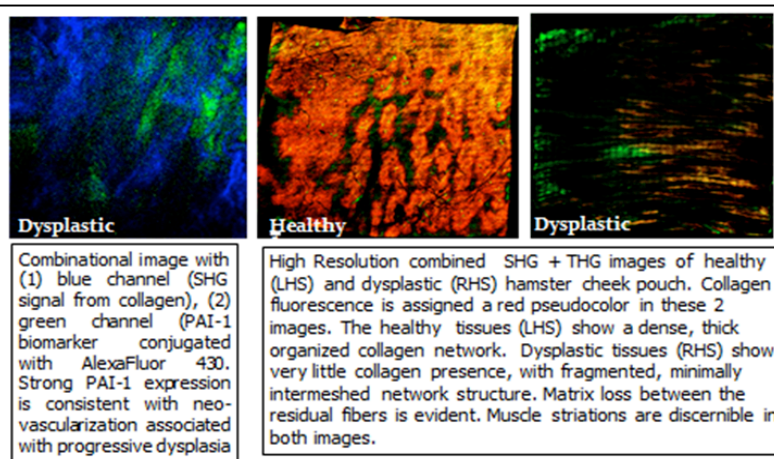 Dysplastic
Healthy
Dysplastic
Combinational image with
(1) blue channel (SHG
signal from collagen), (2)
green channel (PAI-1
biomarker conjugated
with AlexaFluor 430.
Strong PAI-1 expression
is consistent with neo-
vascularization associated
with progressive dysplasia
High Resolution combined SHG + THG images of healthy
(LHS) and dysplastic (RHS) hamster cheek pouch. Collagen
fluorescence is assigned a red pseudocolor in these 2
images. The healthy tissues (LHS) show a dense, thick
organized collagen network. Dysplastic tissues (RHS) show
very little collagen presence, with fragmented, minimally
intermeshed network structure. Matrix loss between the
residual fibers is evident. Muscle striations are discernible in
both images.